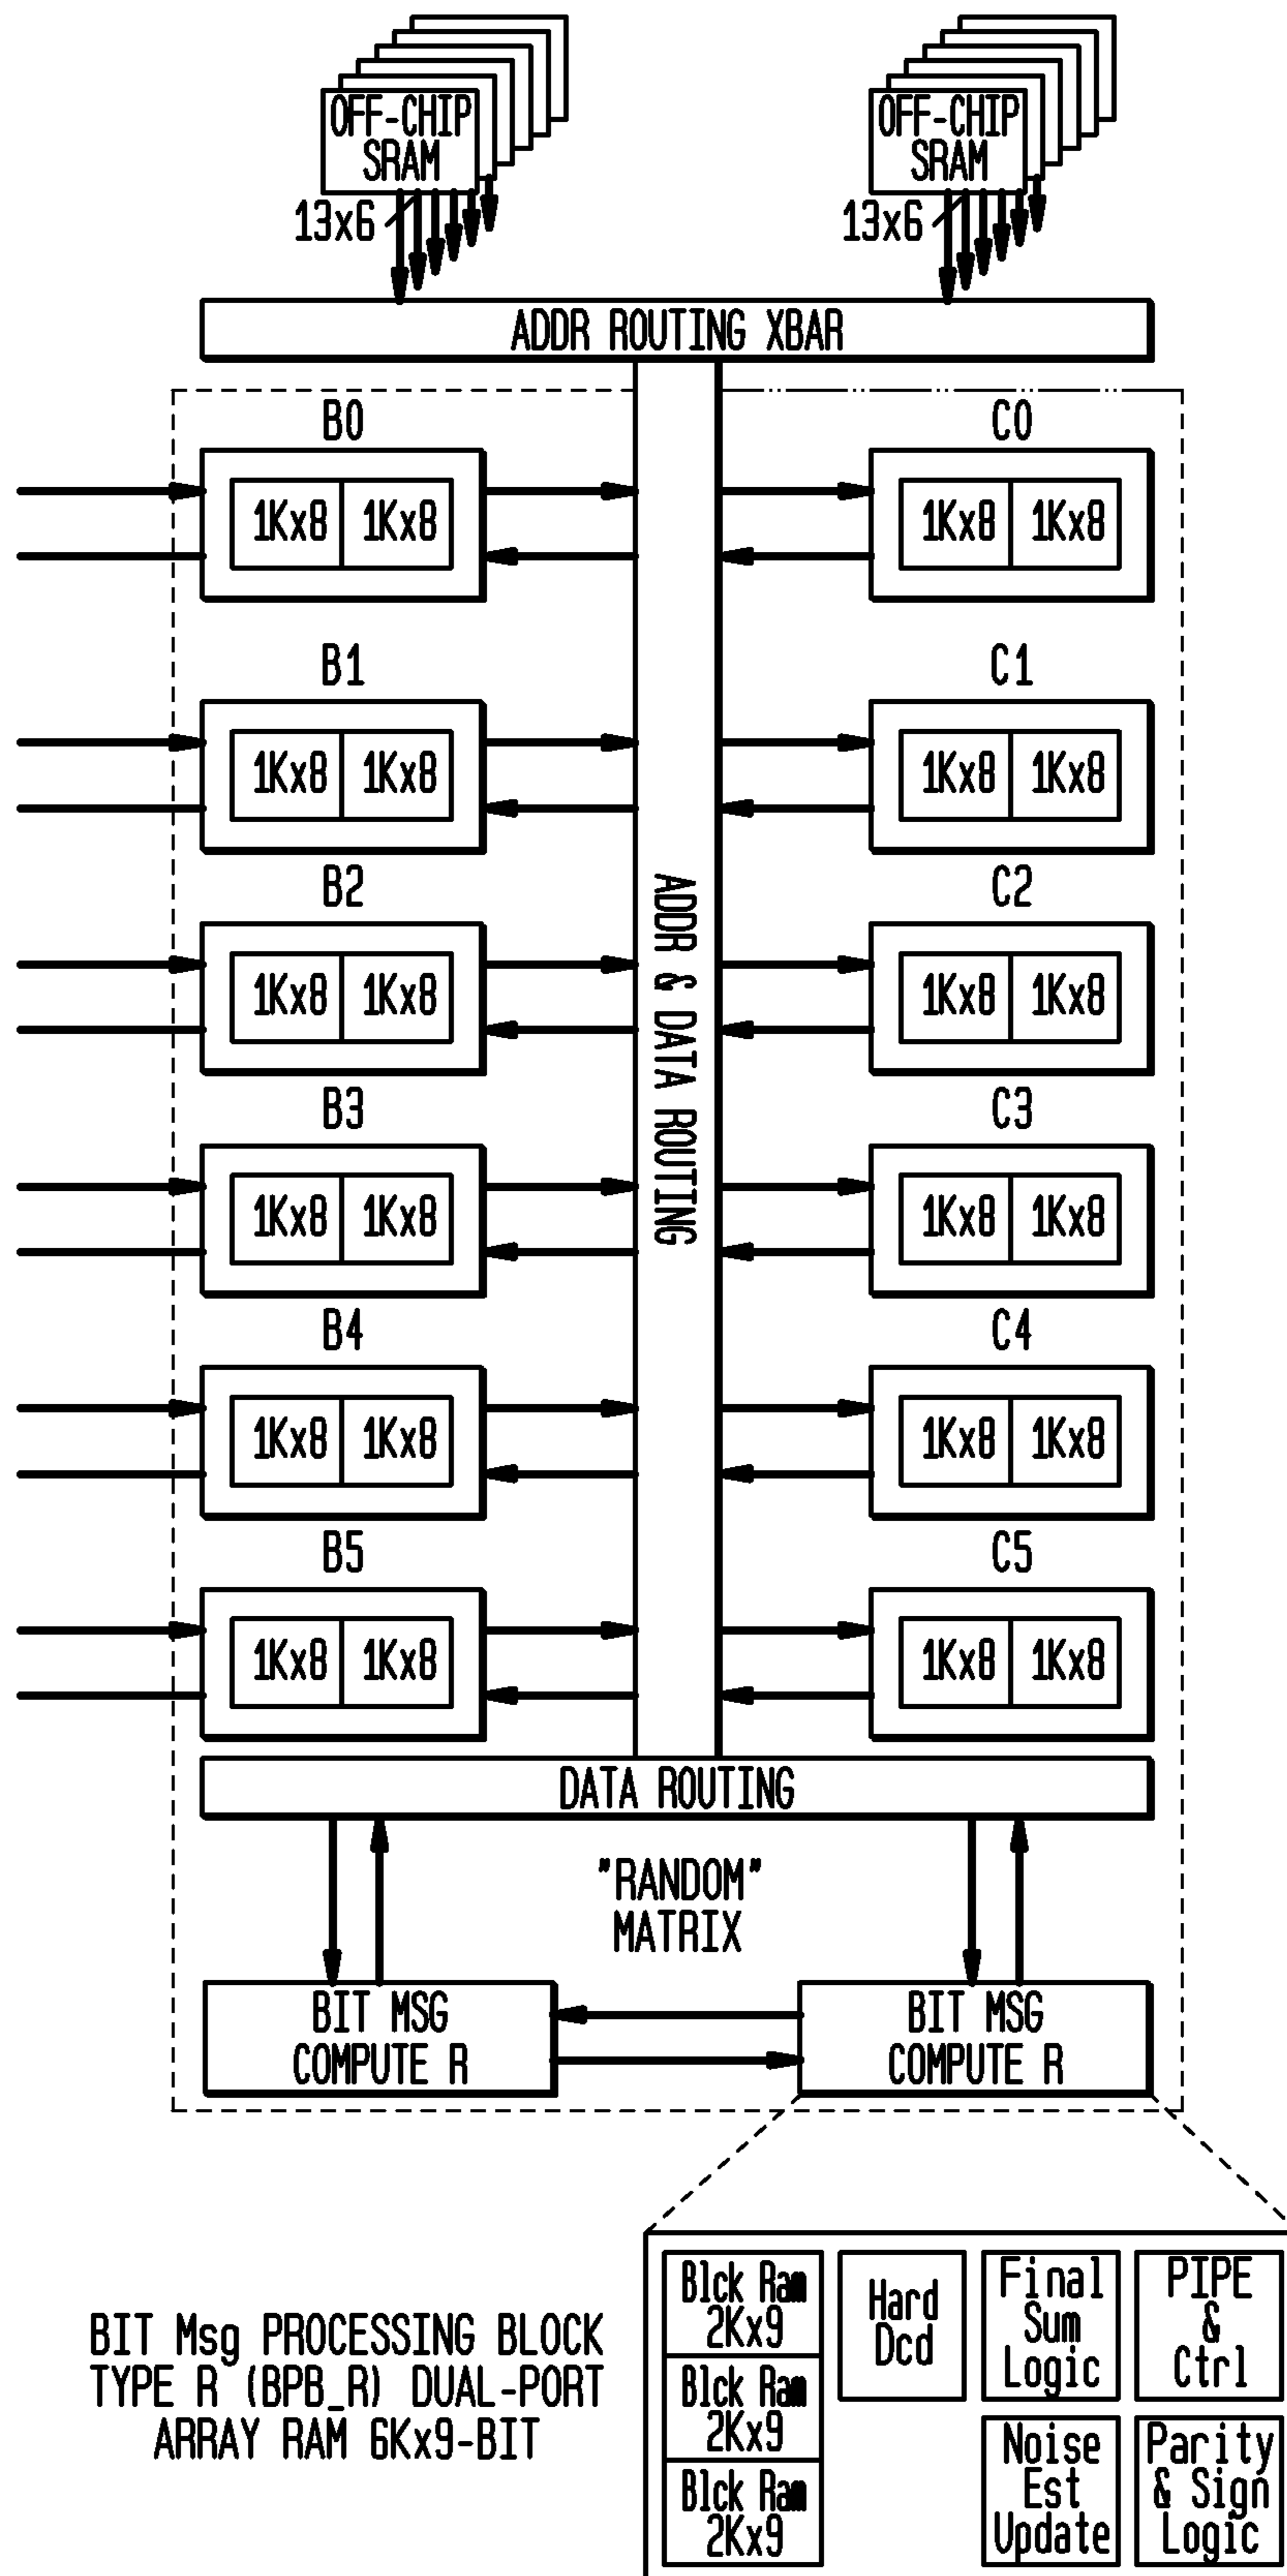 OFF-CHIP
SRAM
OFF-CHIP
SRAM
13x6
13x6
ADDR ROUTING XBAR
B0
C0
1Kx8 1Kx8
1Kx8 1Kx8
B1
C1
1Kx8 1Kx8
1Kx8 1Kx8
B2
C2
1Kx8 1Kx8
1Kx8 1Kx8
ADDR & DATA ROUTING
B3
C3
1Kx8 1Kx8
1Kx8 1Kx8
B4
C4
1Kx8 1Kx8
1Kx8 1Kx8
B5
C5
1Kx8 1Kx8
1Kx8 1Kx8
DATA ROUTING
"RANDOM"
MATRIX
BIT MSG
COMPUTE R
BIT MSG
COMPUTE R
BIT Msg PROCESSING BLOCK
TYPE R (BPB_R) DUAL-PORT
ARRAY RAM 6Kx9-BIT
Blck Ram
2Kx9
Blck Ram
2Kx9
Blck Ram
2Kx9
Hard
Dcd
Final
Sum
Logic
PIPE
&
Ctrl
Noise
Est
Update
Parity
& Sign
Logic